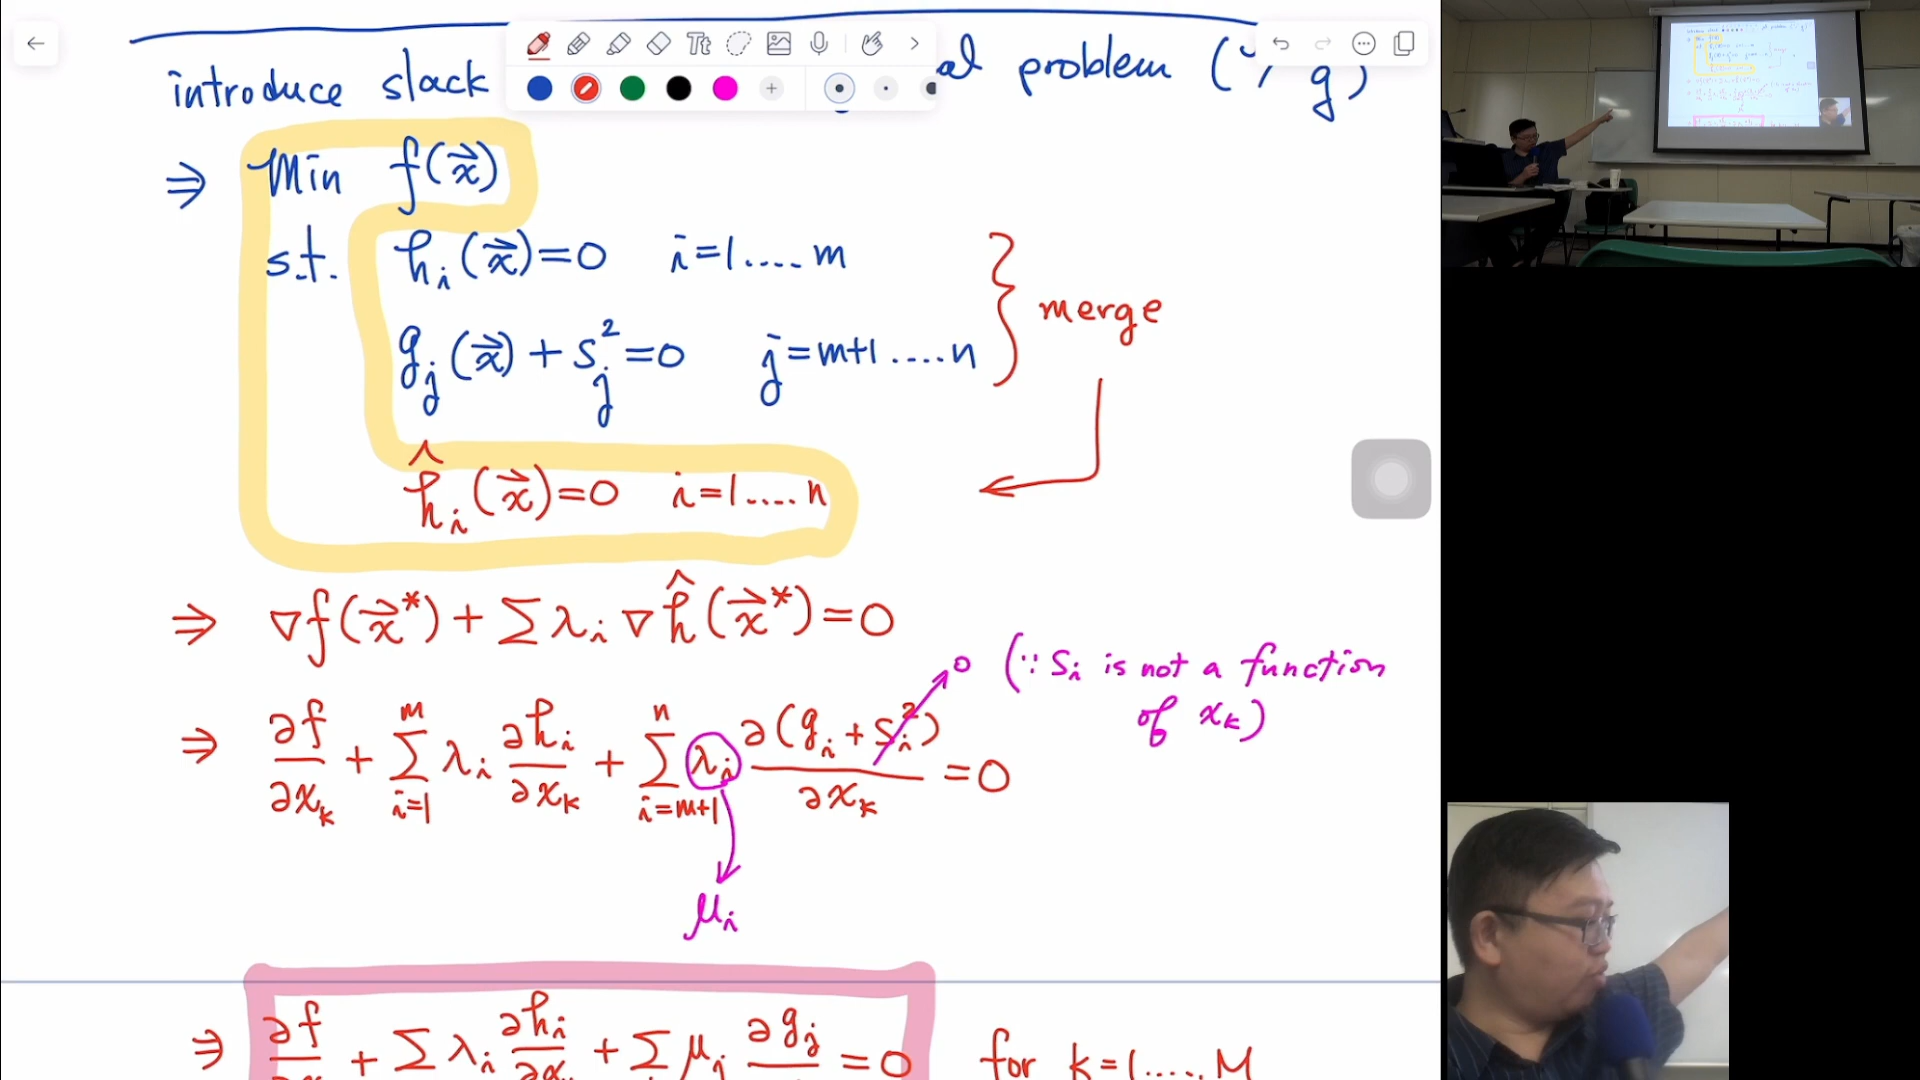 introduce slack al problem ( , g)
⇒ Min f(x⃗)
s.t. h_i(x⃗)=0 i=1....m
g_j(x⃗)+s_j^2=0 j=m+1....n
} merge
ĥ_i(x⃗)=0 i=1....n
⇒ ∇f(x⃗*)+Σλ_i∇ĥ(x⃗*)=0
⇒ ∂f/∂x_k + Σ_{i=1}^{m} λ_i ∂h_i/∂x_k + Σ_{i=m+1}^{n} λ_i ∂(g_i+s_i^2)/∂x_k =0
0 (∵ s_i is not a function
of x_k)
μ_i
⇒ ∂f + Σλ_i ∂h_i + Σμ_j ∂g_j =0 for k=1.....M
Tt